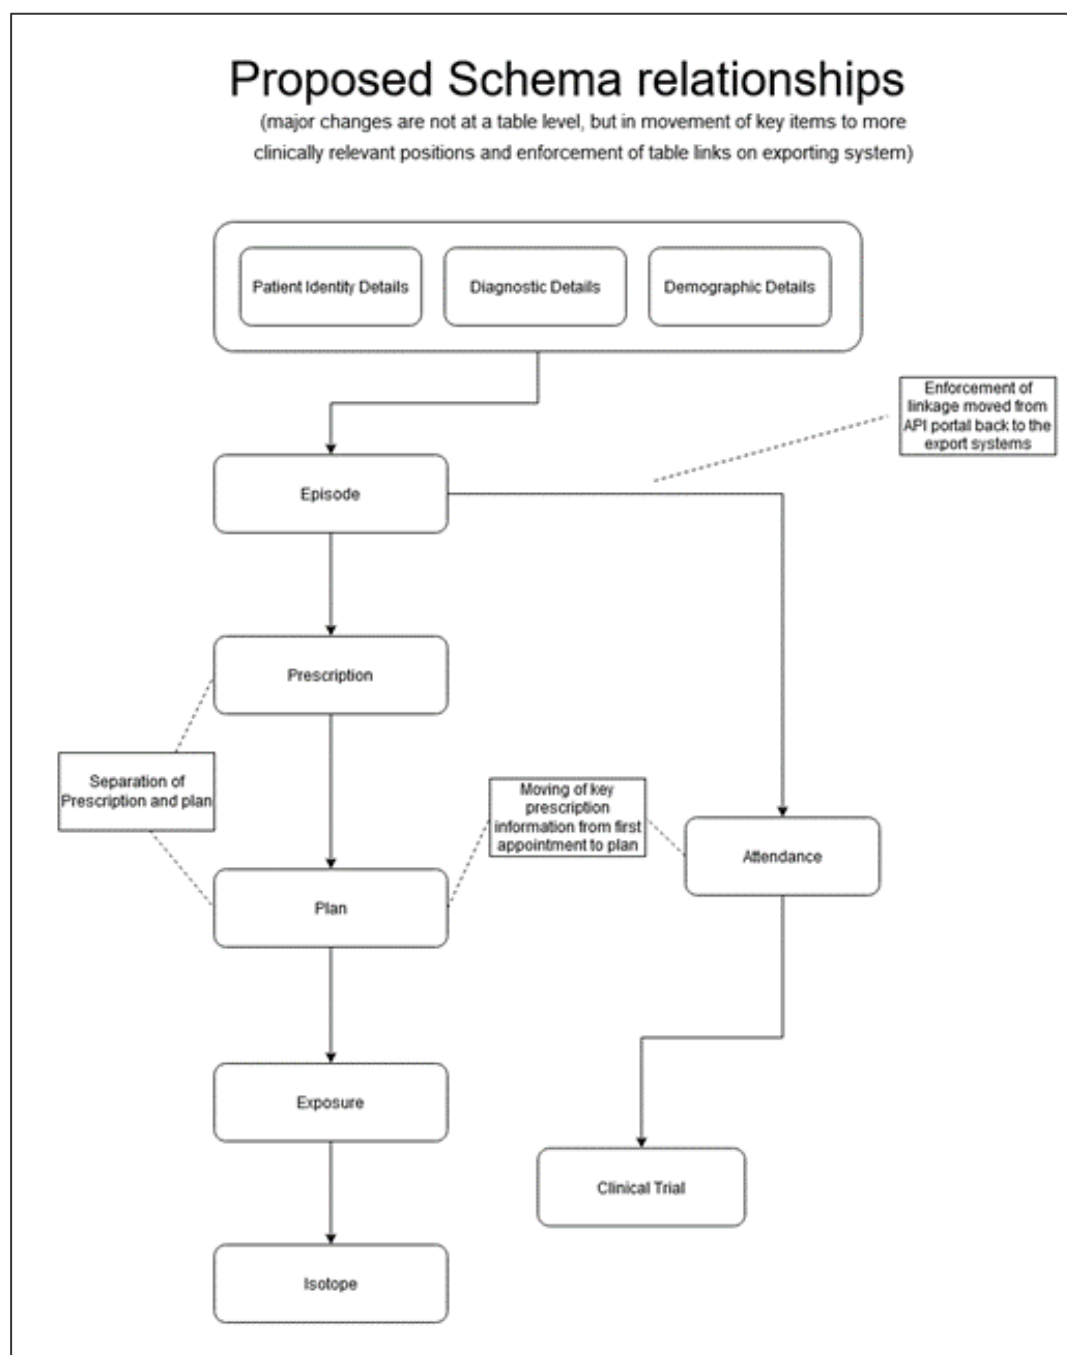 Proposed Schema relationships
(major changes are not at a table level, but in movement of key items to more
clinically relevant positions and enforcement of table links on exporting system)
Patient Identity Details
Diagnostic Details
Demographic Details
Enforcement of
linkage moved from
API portal back to the
export systems
Episode
Prescription
Separation of
Prescription and plan
Moving of key
prescription
information from first
appointment to plan
Attendance
Plan
Exposure
Clinical Trial
Isotope